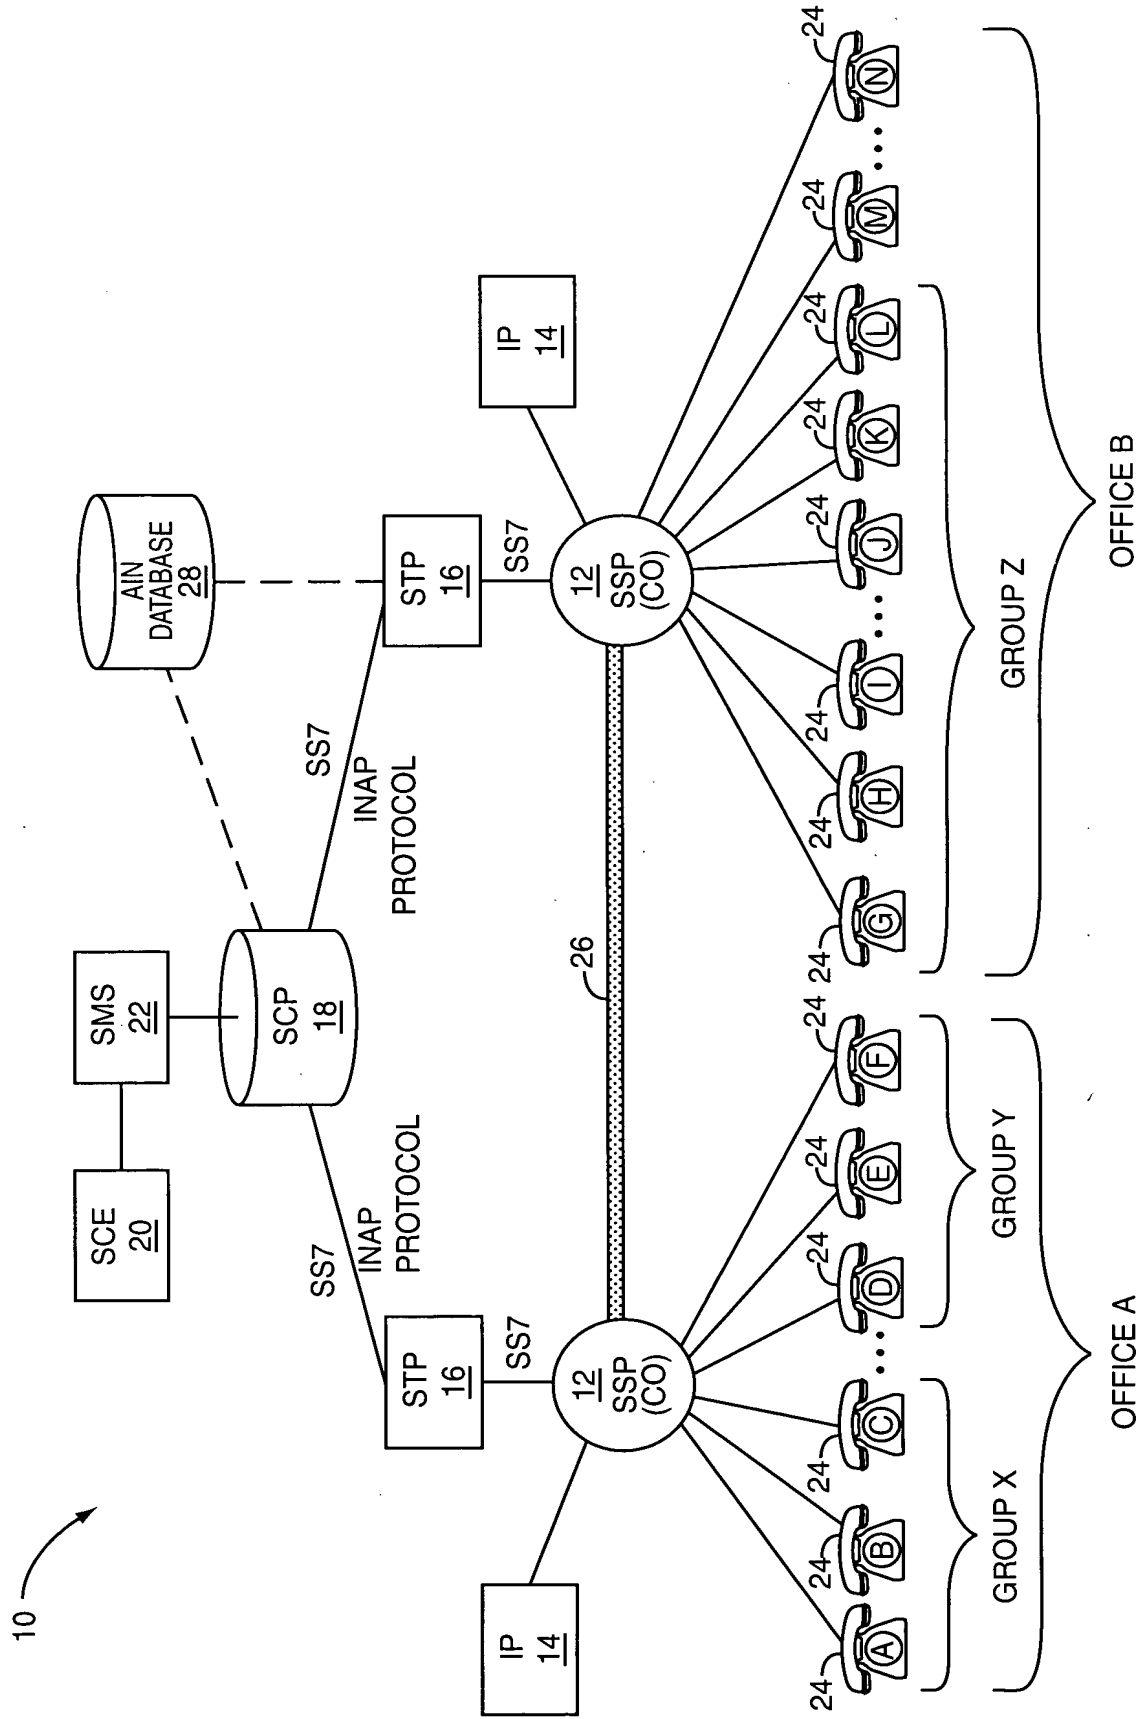 10
SCE
20
SMS
22
AIN
DATABASE
28
SCP
18
SS7
INAP
PROTOCOL
SS7
INAP
PROTOCOL
STP
16
STP
16
SS7
SS7
IP
14
IP
14
12
SSP
(CO)
26
12
SSP
(CO)
24 24 24 24 24 24 24 24 24 24 24 24 24 24
A B C •••• D E F G H I •••• J K L M •••• N
GROUP X
GROUP Y
GROUP Z
OFFICE A
OFFICE B